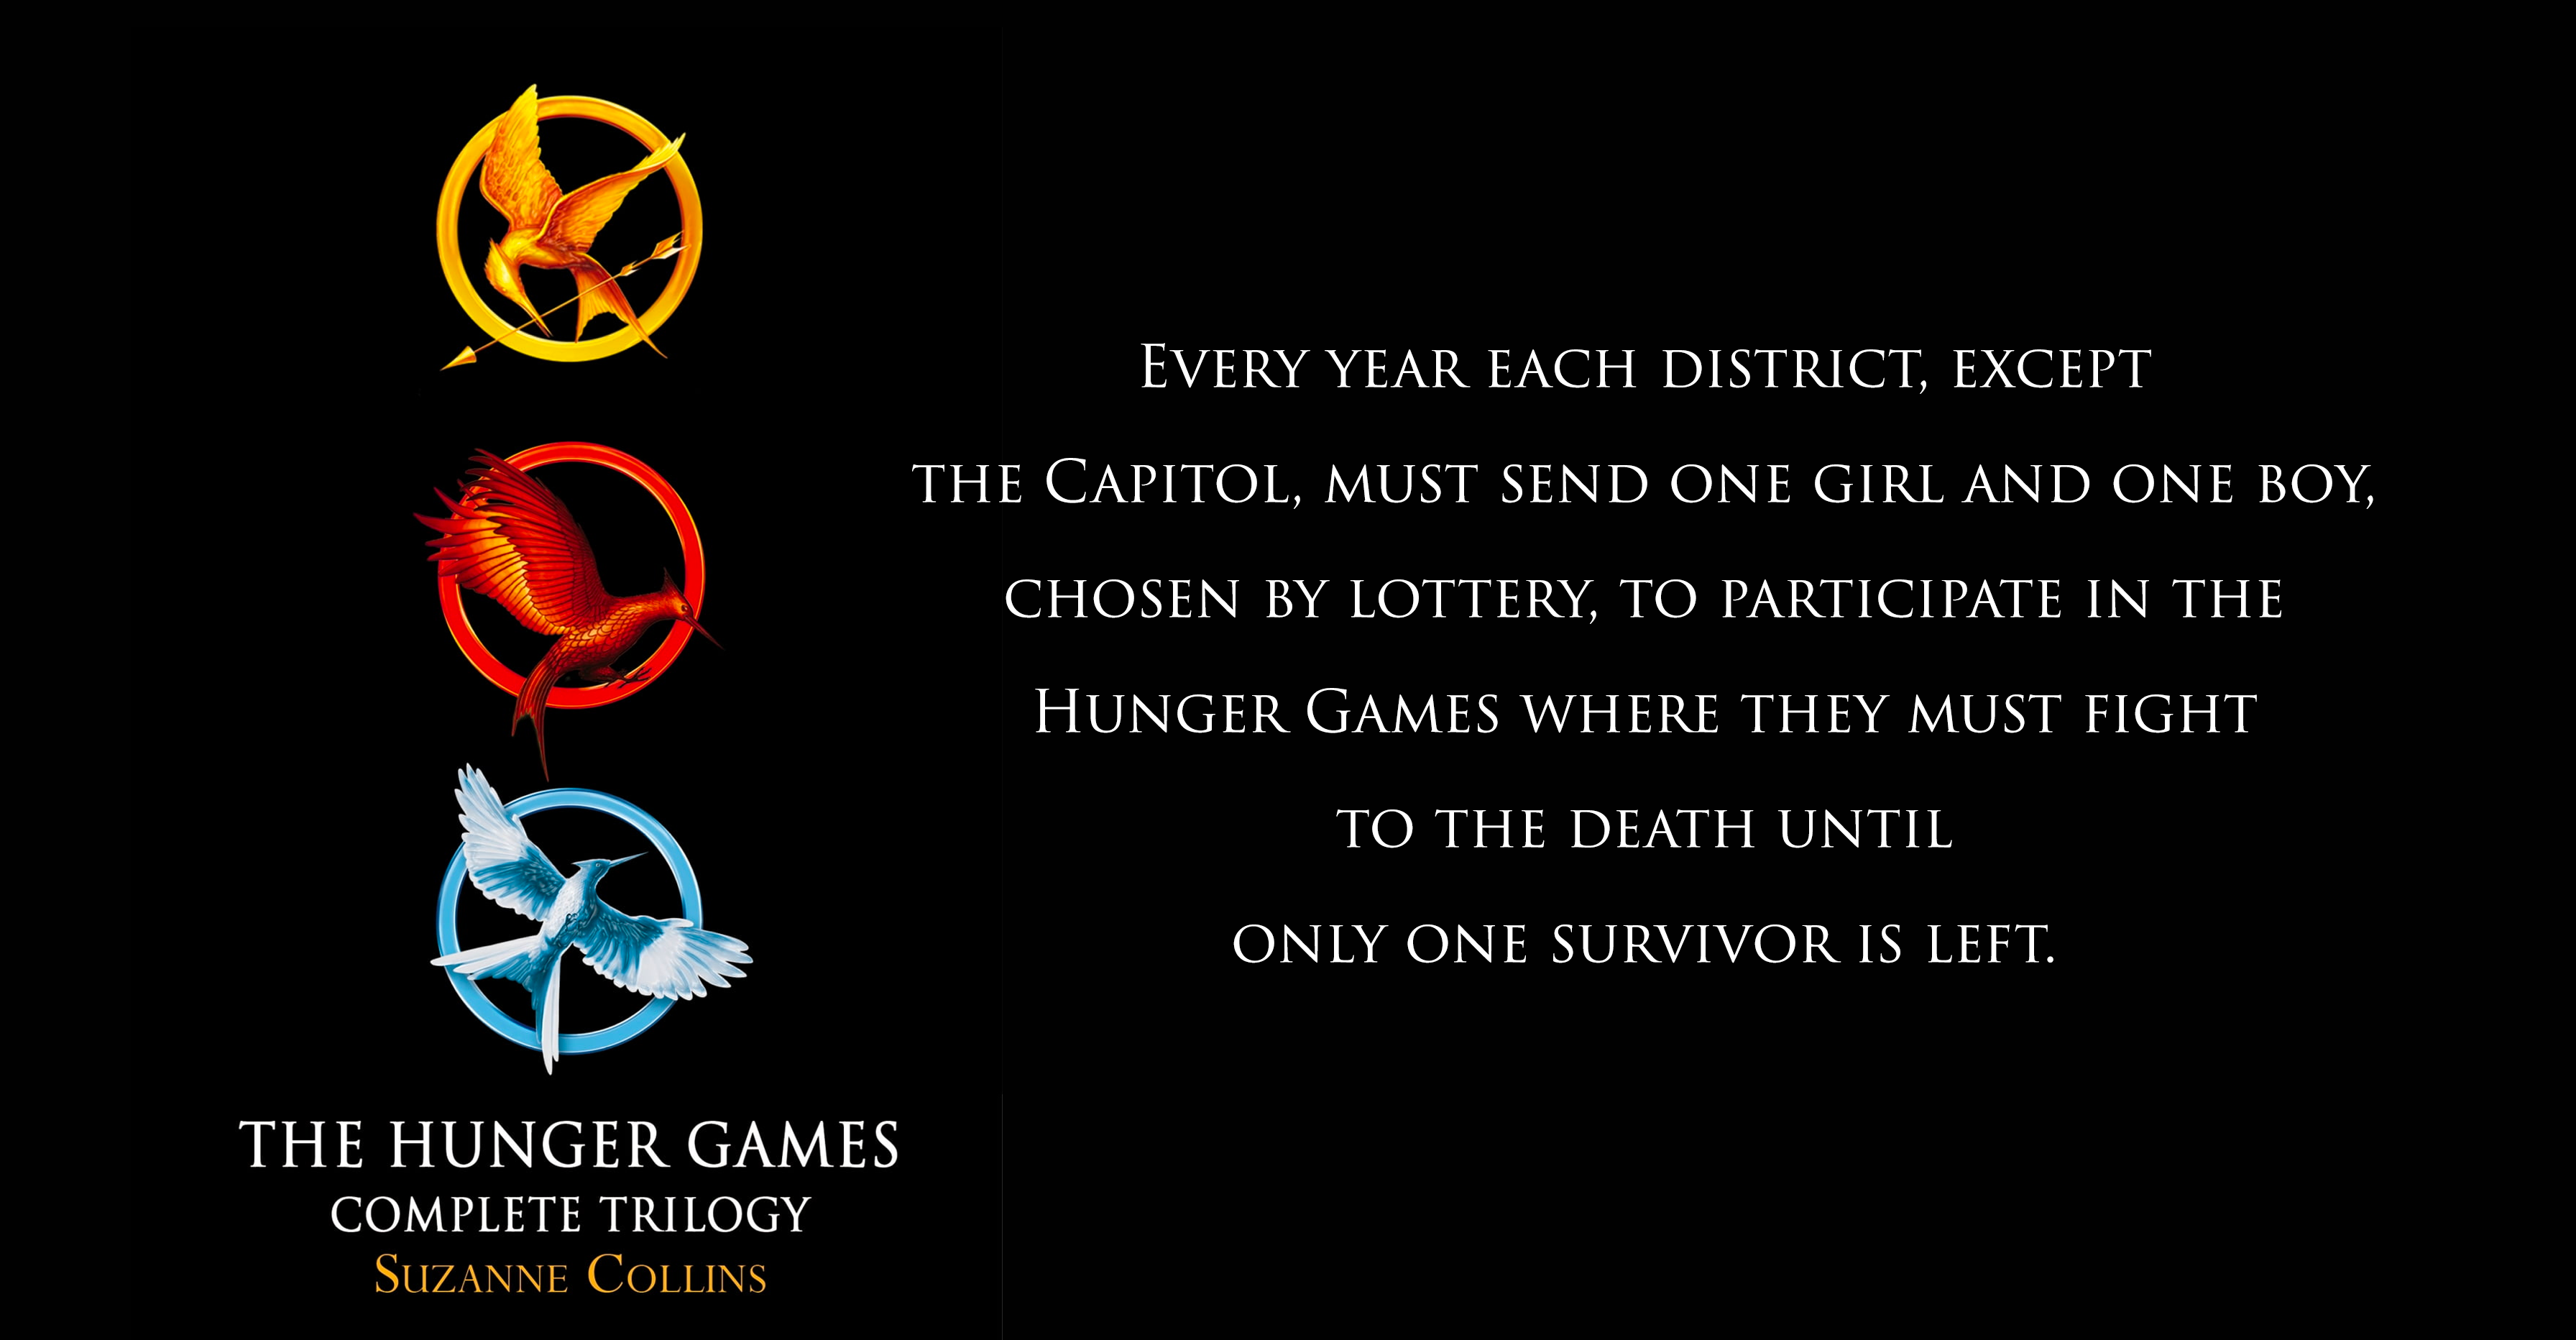 THE HUNGER GAMES
COMPLETE TRILOGY
SUZANNE COLLINS
EVERY YEAR EACH DISTRICT, EXCEPT
THE CAPITOL, MUST SEND ONE GIRL AND ONE BOY,
CHOSEN BY LOTTERY, TO PARTICIPATE IN THE
HUNGER GAMES WHERE THEY MUST FIGHT
TO THE DEATH UNTIL
ONLY ONE SURVIVOR IS LEFT.